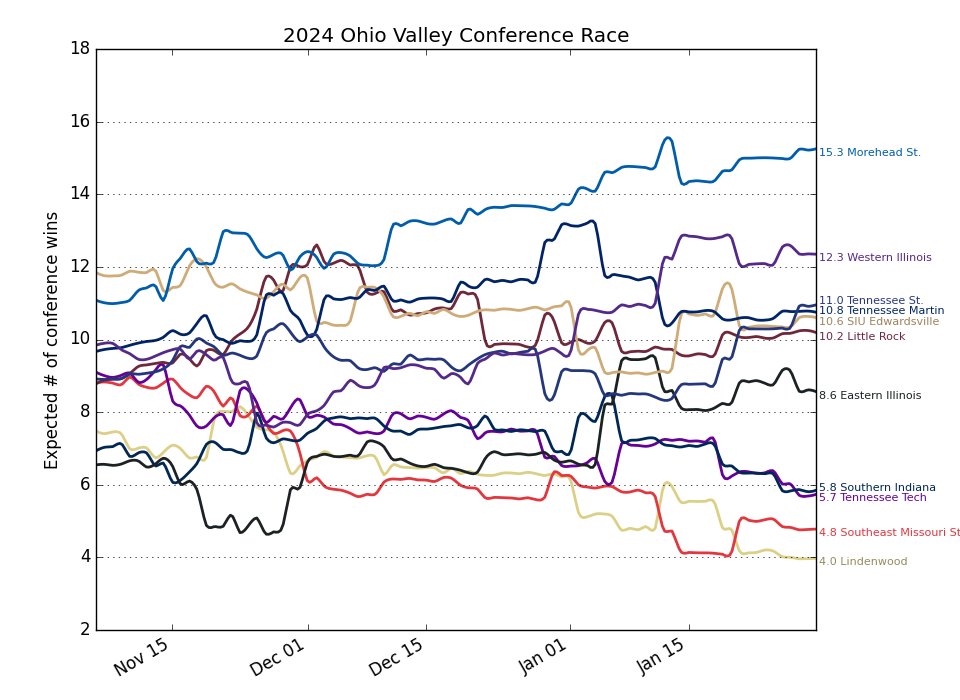 2024 Ohio Valley Conference Race
Expected # of conference wins
18
16
14
12
10
8
6
4
2
Nov 15
Dec 01
Dec 15
Jan 01
Jan 15
15.3 Morehead St.
12.3 Western Illinois
11.0 Tennessee St.
10.8 Tennessee Martin
10.6 SIU Edwardsville
10.2 Little Rock
8.6 Eastern Illinois
5.8 Southern Indiana
5.7 Tennessee Tech
4.8 Southeast Missouri St
4.0 Lindenwood